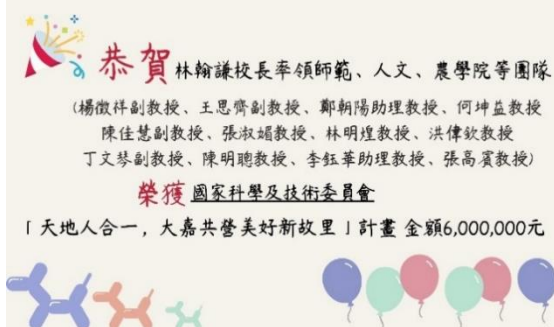 恭賀 林翰謙校長率領師範、人文、農學院等團隊
(楊徵祥副教授、王思齊副教授、鄭朝陽助理教授、何坤益教授
陳佳慧副教授、張淑媚教授、林明煌教授、洪偉欽教授
丁文琴副教授、陳明聰教授、李鈺華助理教授、張高賓教授)
榮獲 國家科學及技術委員會
「天地人合一，大嘉共營美好新故里」計畫 金額6,000,000元